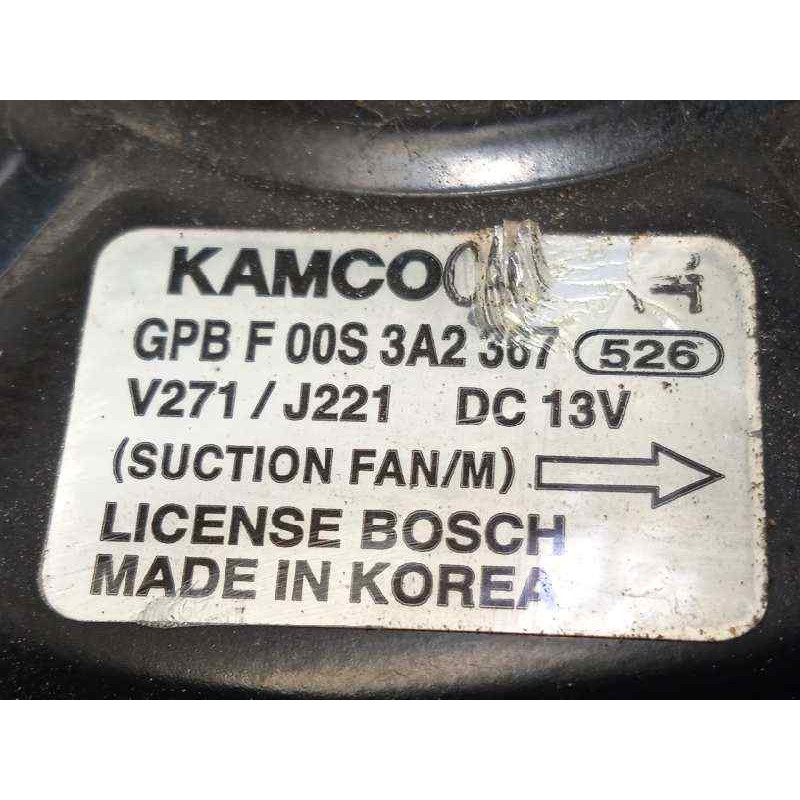 KAMCO
GPB F 00S 3A2 367 526
V271 / J221 DC 13V
(SUCTION FAN/M)
LICENSE BOSCH
MADE IN KOREA